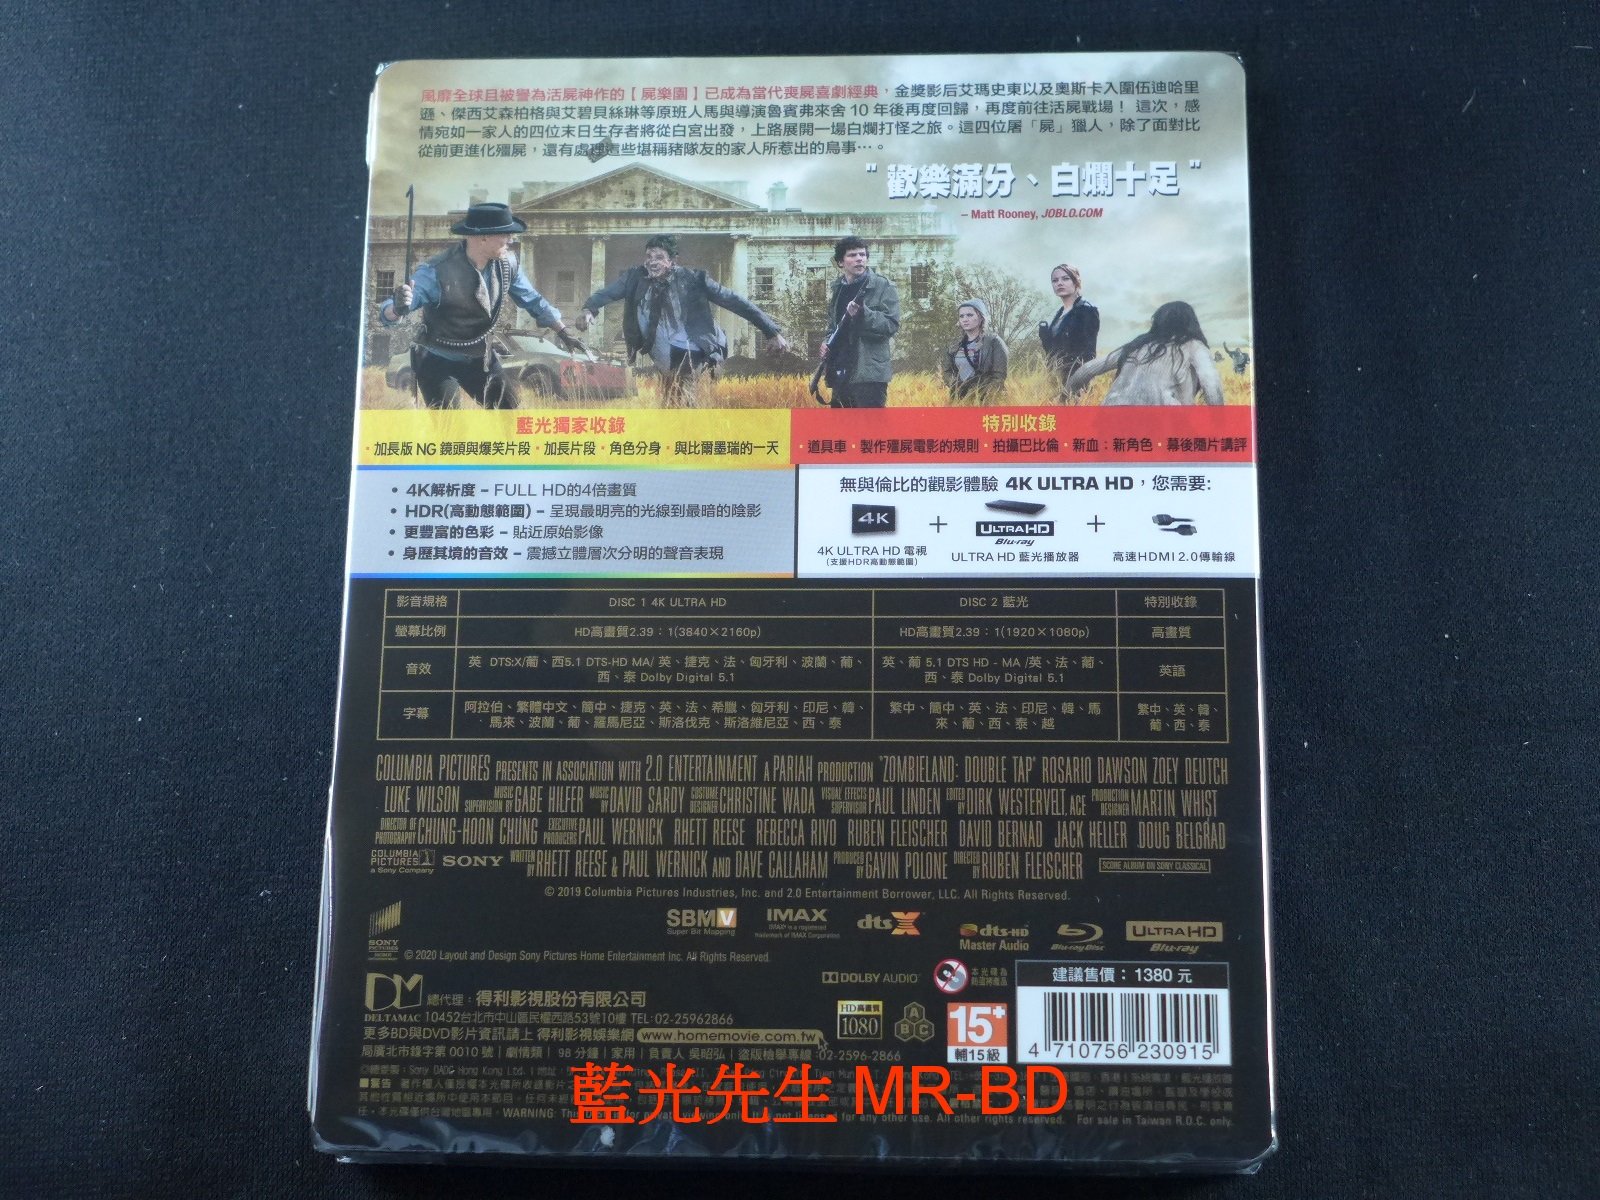 風靡全球且被譽為活屍神作的【屍樂園】已成為當代喪屍喜劇經典，金獎影后艾瑪史東以及奧斯卡入圍伍迪哈里
遜、傑西艾森柏格與艾碧貝絲琳等原班人馬與導演魯賓弗來舍 10 年後再度回歸，再度前往活屍戰場！ 這次，感
情宛如一家人的四位末日生存者將從白宮出發，上路展開一場白爛打怪之旅。這四位屠「屍」獵人，除了面對比
從前更進化殭屍，還有處理這些堪稱豬隊友的家人所惹出的鳥事⋯。
"歡樂滿分、白爛十足"
– Matt Rooney, JOBLO.COM
藍光獨家收錄
・加長版 NG 鏡頭與爆笑片段・加長片段・角色分身・與比爾墨瑞的一天
特別收錄
・道具車・製作殭屍電影的規則・拍攝巴比倫・新血：新角色・幕後隨片講評
• 4K解析度 – FULL HD的4倍畫質
• HDR(高動態範圍) – 呈現最明亮的光線到最暗的陰影
• 更豐富的色彩 – 貼近原始影像
• 身歷其境的音效 – 震撼立體層次分明的聲音表現
無與倫比的觀影體驗 4K ULTRA HD，您需要:
4K + ULTRA HD Blu-ray +
4K ULTRA HD 電視 ULTRA HD 藍光播放器 高速HDMI 2.0傳輸線
(支援HDR高動態範圍)
影音規格 DISC 1 4K ULTRA HD DISC 2 藍光 特別收錄
螢幕比例 HD高畫質2.39：1(3840×2160p) HD高畫質2.39：1(1920×1080p) 高畫質
音效 英 DTS:X/葡、西5.1 DTS-HD MA/ 英、捷克、法、匈牙利、波蘭、葡、西、泰 Dolby Digital 5.1 英、葡 5.1 DTS HD - MA /英、法、葡、西、泰 Dolby Digital 5.1 英語
字幕 阿拉伯、繁體中文、簡中、捷克、英、法、希臘、匈牙利、印尼、韓、馬來、波蘭、葡、羅馬尼亞、斯洛伐克、斯洛維尼亞、西、泰 繁中、簡中、英、法、印尼、韓、馬來、葡、西、泰、越 繁中、英、韓、葡、西、泰
COLUMBIA PICTURES PRESENTS IN ASSOCIATION WITH 2.0 ENTERTAINMENT A PARIAH PRODUCTION "ZOMBIELAND: DOUBLE TAP" ROSARIO DAWSON ZOEY DEUTCH
LUKE WILSON MUSIC SUPERVISION BY GABE HILFER MUSIC BY DAVID SARDY COSTUME DESIGNER CHRISTINE WADA VISUAL EFFECTS SUPERVISOR PAUL LINDEN EDITED BY DIRK WESTERVELT, ACE PRODUCTION DESIGNER MARTIN WHIST
DIRECTOR OF PHOTOGRAPHY CHUNG-HOON CHUNG EXECUTIVE PRODUCERS PAUL WERNICK RHETT REESE REBECCA RIVO RUBEN FLEISCHER DAVID BERNAD JACK HELLER DOUG BELGRAD
COLUMBIA PICTURES a Sony Company SONY WRITTEN BY RHETT REESE & PAUL WERNICK AND DAVE CALLAHAM PRODUCED BY GAVIN POLONE DIRECTED BY RUBEN FLEISCHER SCORE ALBUM ON SONY CLASSICAL
© 2019 Columbia Pictures Industries, Inc. and 2.0 Entertainment Borrower, LLC. All Rights Reserved.
SBMV Super Bit Mapping IMAX IMAX® is a registered trademark of IMAX Corporation dts X dts-HD Master Audio Blu-ray Disc ULTRA HD Blu-ray
SONY PICTURES HOME ENTERTAINMENT
© 2020 Layout and Design Sony Pictures Home Entertainment Inc. All Rights Reserved.
DOLBY AUDIO 本光碟為防盜拷產品
建議售價：1380 元
DELTAMAC 總代理：得利影視股份有限公司
10452台北市中山區民權西路53號10樓 TEL:02-25962866
更多BD與DVD影片資訊請上 得利影視娛樂網 www.homemovie.com.tw
HD高畫質 1080 ABC 15+ 輔15級
4 710756 230915
局廣北市錄字第 0010 號｜劇情類｜98 分鐘｜家用｜負責人 吳昭弘｜盜版檢舉專線：02-2596-2866
藍光先生 MR-BD
For sale in Taiwan R.O.C. only.